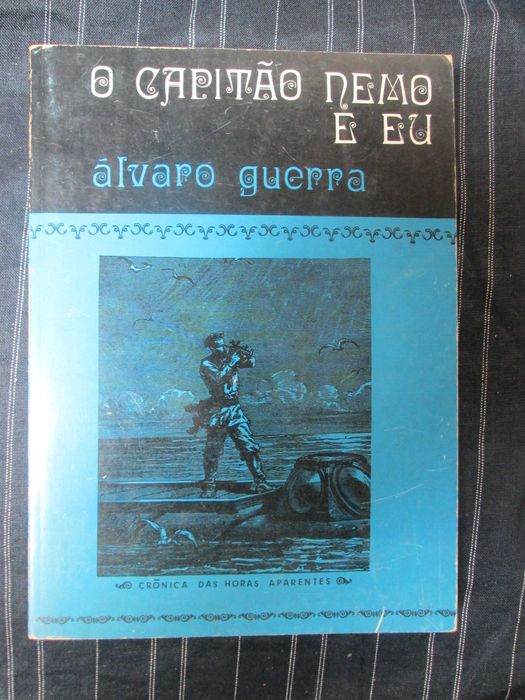 O CAPITÃO NEMO
E EU
álvaro guerra
CRÓNICA DAS HORAS APARENTES